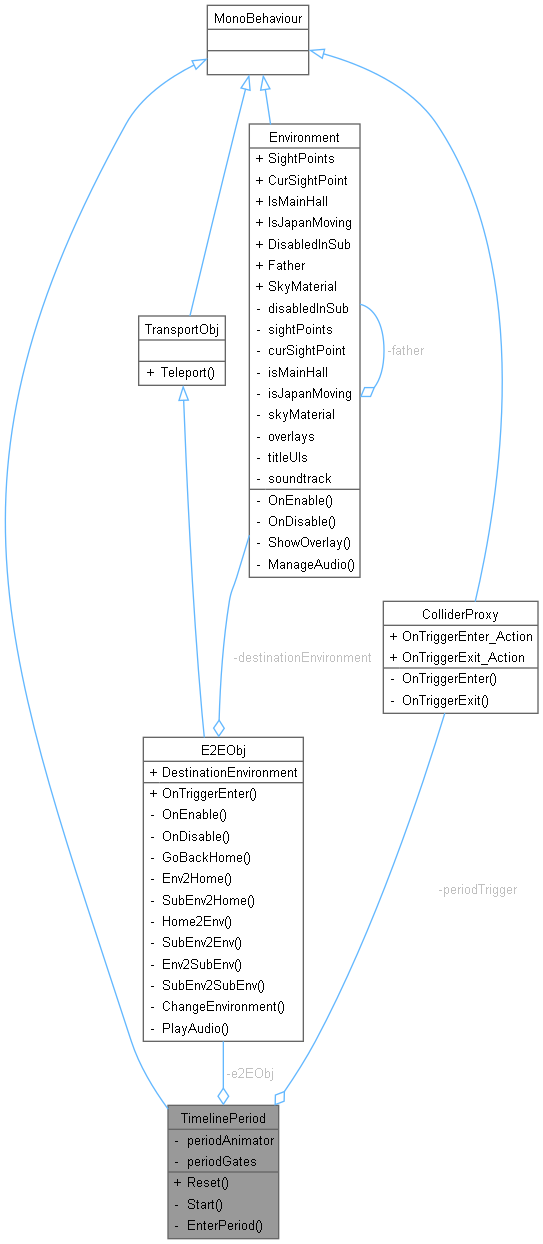 MonoBehaviour
Environment
+ SightPoints
+ CurSightPoint
+ IsMainHall
+ IsJapanMoving
+ DisabledInSub
+ Father
+ SkyMaterial
- disabledInSub
- sightPoints
- curSightPoint
- isMainHall
- isJapanMoving
- skyMaterial
- overlays
- titleUIs
- soundtrack
- OnEnable()
- OnDisable()
- ShowOverlay()
- ManageAudio()
-father
TransportObj
+ Teleport()
ColliderProxy
+ OnTriggerEnter_Action
+ OnTriggerExit_Action
- OnTriggerEnter()
- OnTriggerExit()
-destinationEnvironment
E2EObj
+ DestinationEnvironment
+ OnTriggerEnter()
- OnEnable()
- OnDisable()
- GoBackHome()
- Env2Home()
- SubEnv2Home()
- Home2Env()
- SubEnv2Env()
- Env2SubEnv()
- SubEnv2SubEnv()
- ChangeEnvironment()
- PlayAudio()
-periodTrigger
-e2EObj
TimelinePeriod
- periodAnimator
- periodGates
+ Reset()
- Start()
- EnterPeriod()